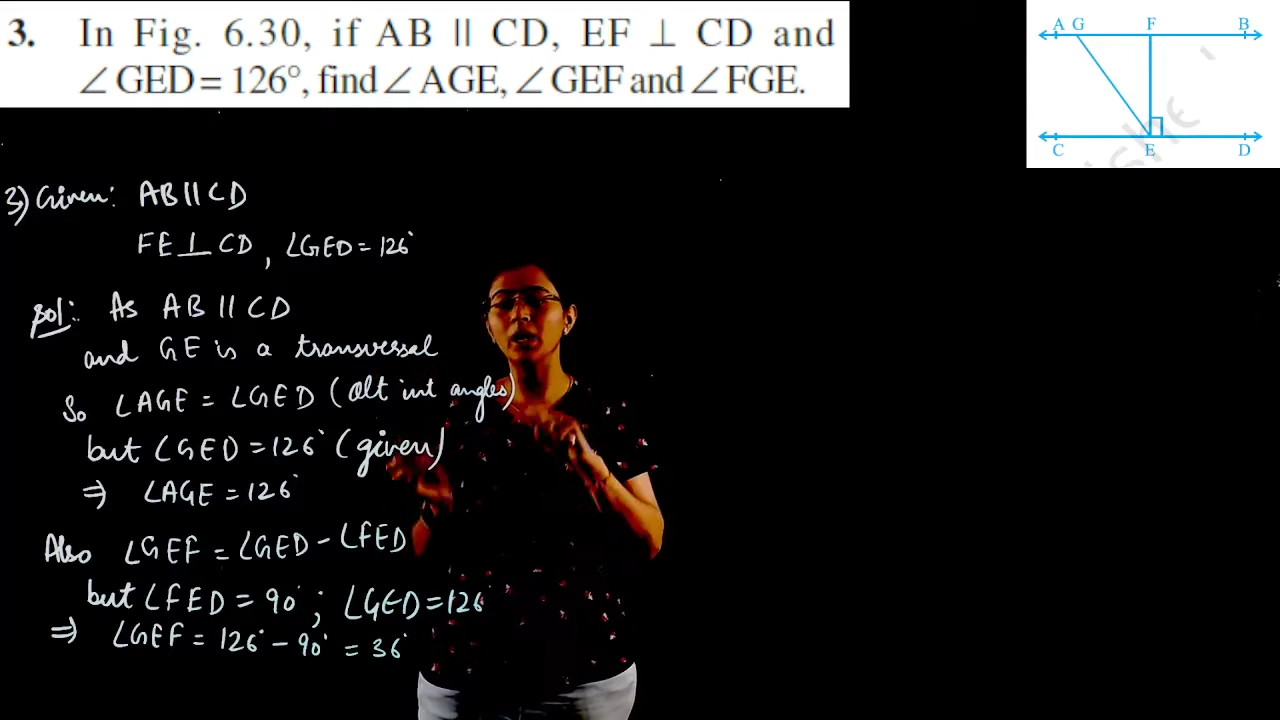 3. In Fig. 6.30, if AB || CD, EF ⊥ CD and
∠GED = 126°, find ∠AGE, ∠GEF and ∠FGE.
A G F B
C E D
3) Given: AB || CD
FE ⊥ CD, ∠GED = 126°
Sol: As AB || CD
and GE is a transversal
So ∠AGE = ∠GED (alt int angles)
but ∠GED = 126° (given)
⇒ ∠AGE = 126°
Also ∠GEF = ∠GED - ∠FED
but ∠FED = 90°; ∠GED = 126°
⇒ ∠GEF = 126° - 90° = 36°